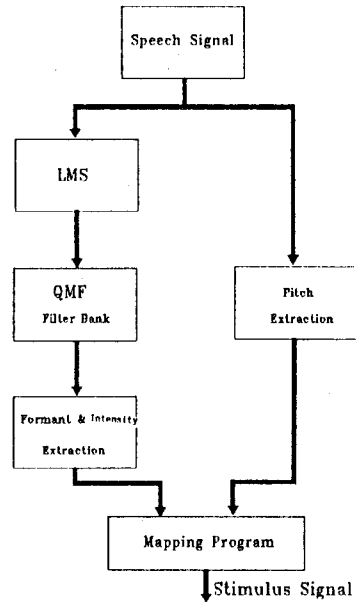 Speech Signal
LMS
QMF
Filter Bank
Pitch
Extraction
Formant & Intensity
Extraction
Mapping Program
Stimulus Signal